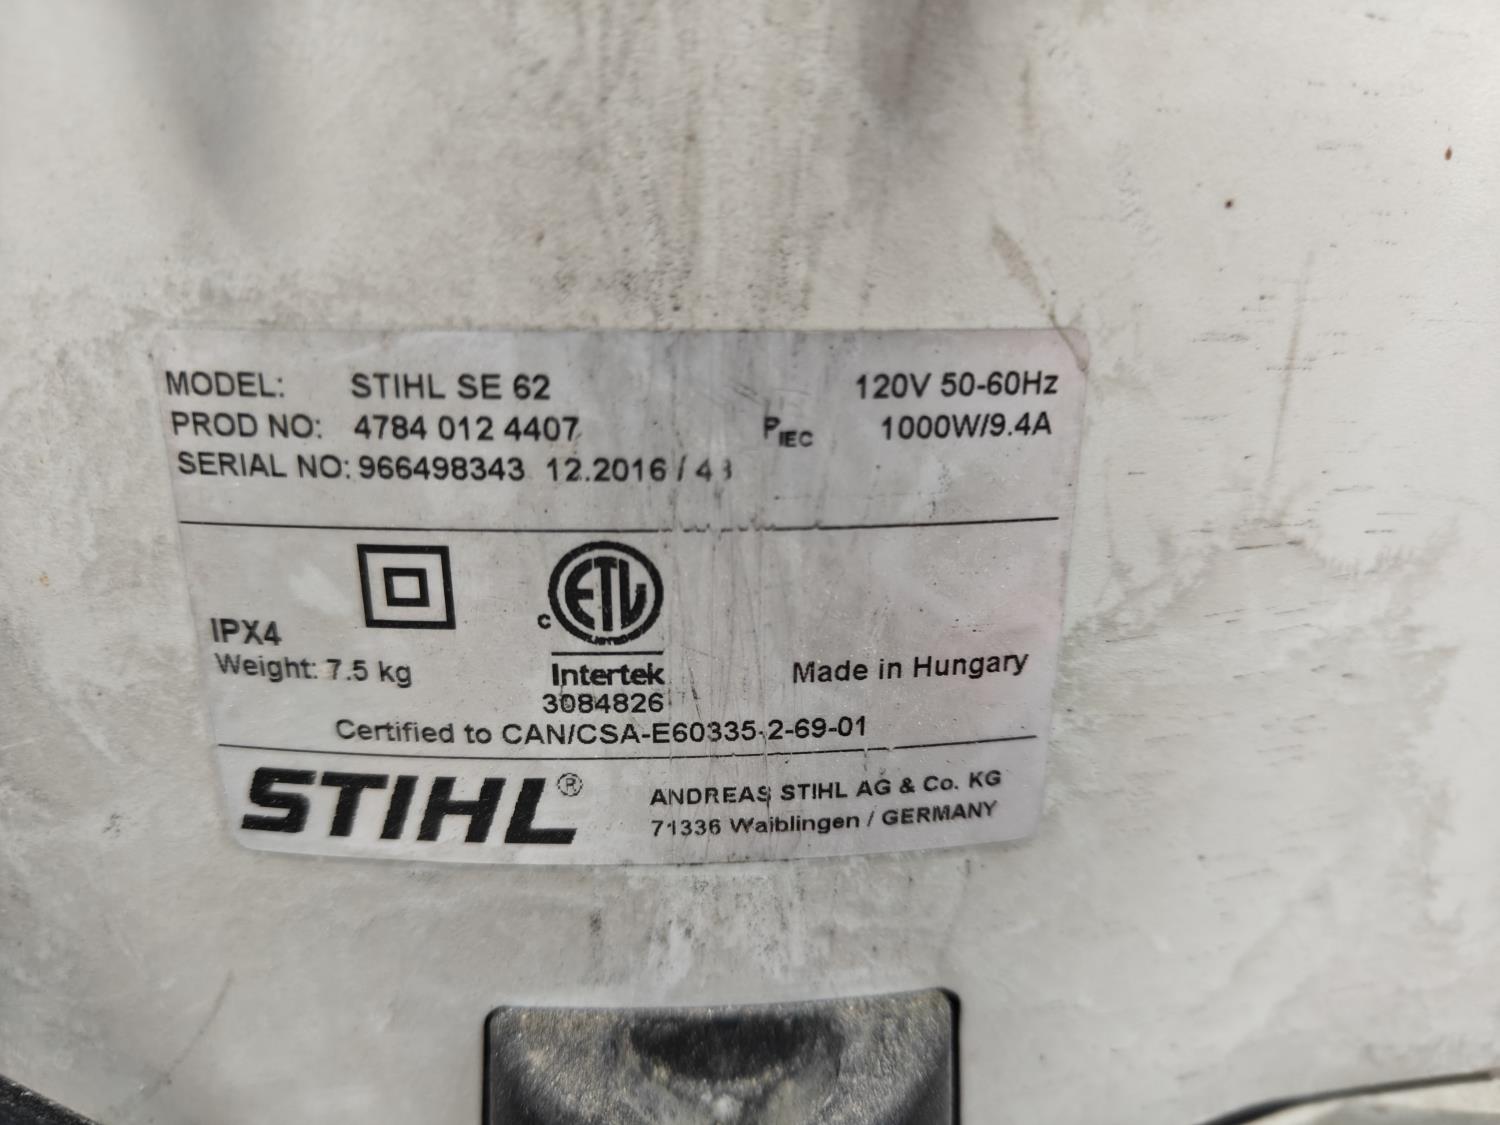 MODEL: STIHL SE 62 120V 50-60Hz
PROD NO: 4784 012 4407 PIEC 1000W/9.4A
SERIAL NO: 966498343 12.2016 /
IPX4
Weight: 7.5 kg
c ETL LISTED
Intertek
3084826
Made in Hungary
Certified to CAN/CSA-E60335-2-69-01
STIHL®
ANDREAS STIHL AG & Co. KG
71336 Waiblingen / GERMANY